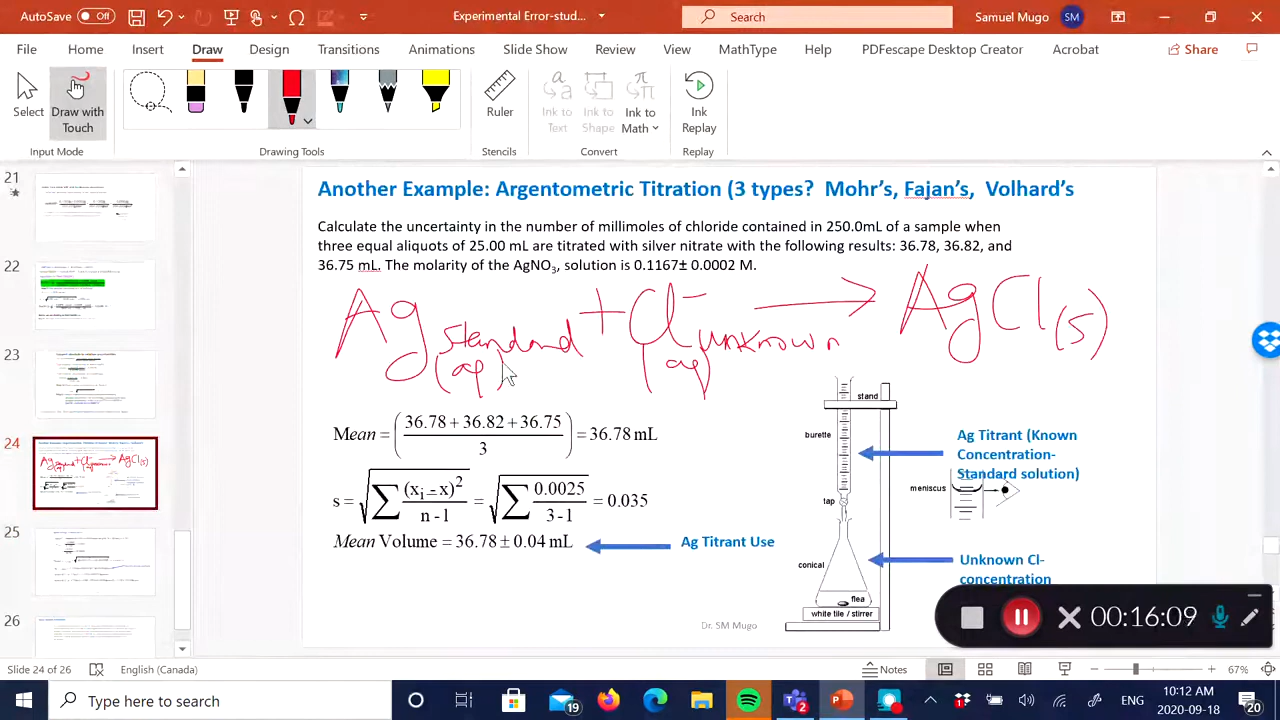 AutoSave Off
Additional Error-stud...
Search
Samuel Mugo SM
File Home Insert Draw Design Transitions Animations Slide Show Review View MathType Help PDFescape Desktop Creator Acrobat Share
Select
Draw with
Touch
Ruler
Ink to
Text
Ink to
Shape
Ink to
Math
Ink
Replay
Input Mode
Drawing Tools
Stencils
Convert
Replay
21
22
23
24
25
26
Another Example: Argentometric Titration (3 types? Mohr's, Fajan's, Volhard's
Calculate the uncertainty in the number of millimoles of chloride contained in 250.0mL of a sample when
three equal aliquots of 25.00 mL are titrated with silver nitrate with the following results: 36.78, 36.82, and
36.75 mL. The molarity of the AgNO3, solution is 0.1167± 0.0002 M
Ag standard (aq) + Cl- unknown (aq) → AgCl (s)
Mean = ( 36.78 + 36.82 + 36.75 / 3 ) = 36.78 mL
s = √ ∑ (xi - x)2 / n - 1 = √ ∑ 0.0025 / 3 - 1 = 0.035
Mean Volume = 36.78 ± 0.04 mL
Ag Titrant Use
stand
burette
tap
conical
flea
white tile / stirrer
meniscus
Ag Titrant (Known
Concentration-
Standard solution)
Unknown Cl-
concentration
Dr. SM Mugo
00:16:09
Slide 24 of 26
English (Canada)
Notes
67%
Type here to search
19
2
1
ENG
10:12 AM
2020-09-18
20